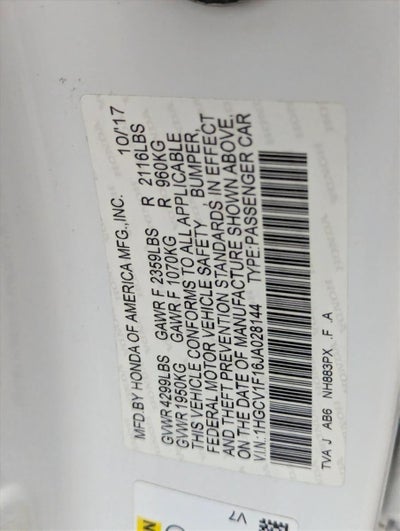 MFD.BY HONDA OF AMERICA MFG.,INC. 10/'17
GVWR 4299LBS GAWR F 2359LBS R 2116LBS
GVWR 1950KG GAWR F 1070KG R 960KG
THIS VEHICLE CONFORMS TO ALL APPLICABLE
FEDERAL MOTOR VEHICLE SAFETY, BUMPER,
AND THEFT PREVENTION STANDARDS IN EFFECT
ON THE DATE OF MANUFACTURE SHOWN ABOVE.
V.I.N.:1HGCV1F16JA028144 TYPE:PASSENGER CAR
TVA J AB6 NH883PX .F .A
V7